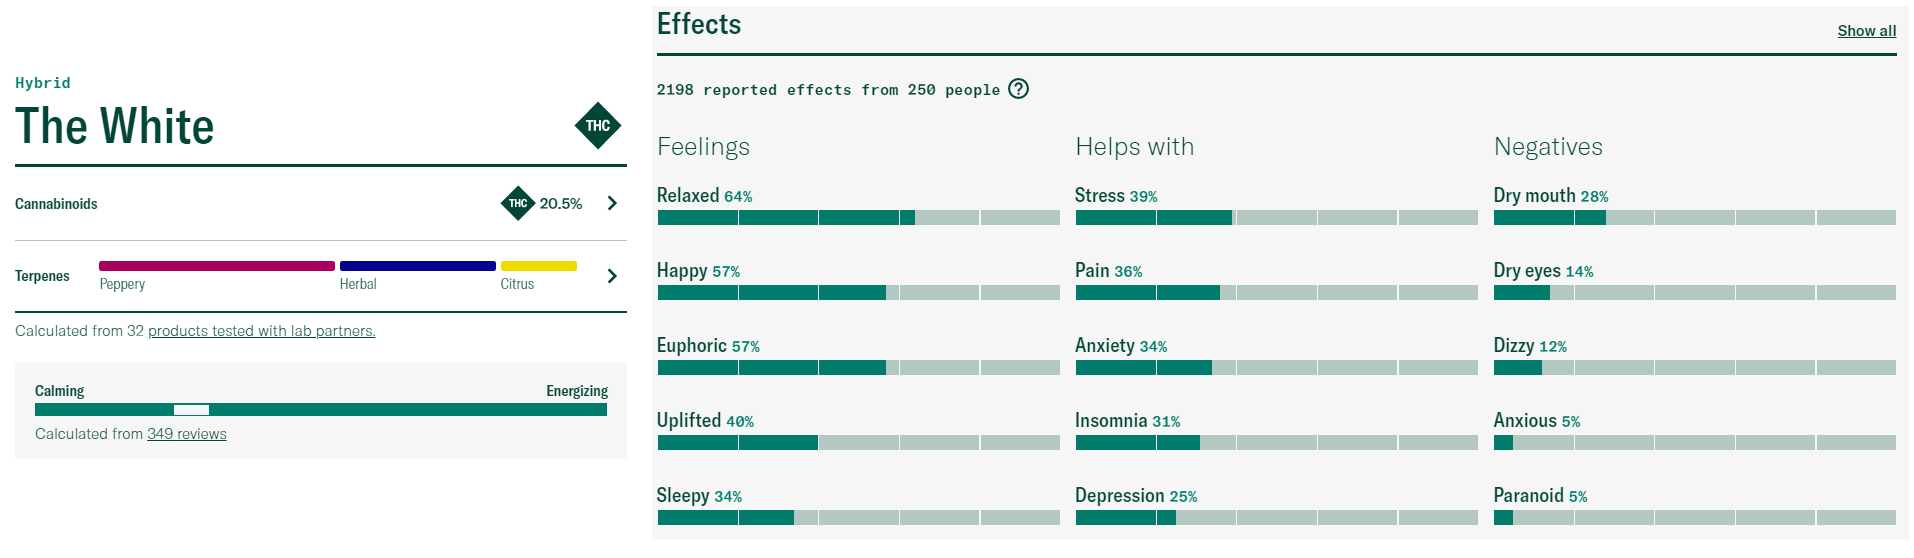 Hybrid
The White
THC
Cannabinoids
THC 20.5%
Terpenes
Peppery
Herbal
Citrus
Calculated from 32 products tested with lab partners.
Calming
Energizing
Calculated from 349 reviews
Effects
Show all
2198 reported effects from 250 people ?
Feelings
Relaxed 64%
Happy 57%
Euphoric 57%
Uplifted 40%
Sleepy 34%
Helps with
Stress 39%
Pain 36%
Anxiety 34%
Insomnia 31%
Depression 25%
Negatives
Dry mouth 28%
Dry eyes 14%
Dizzy 12%
Anxious 5%
Paranoid 5%